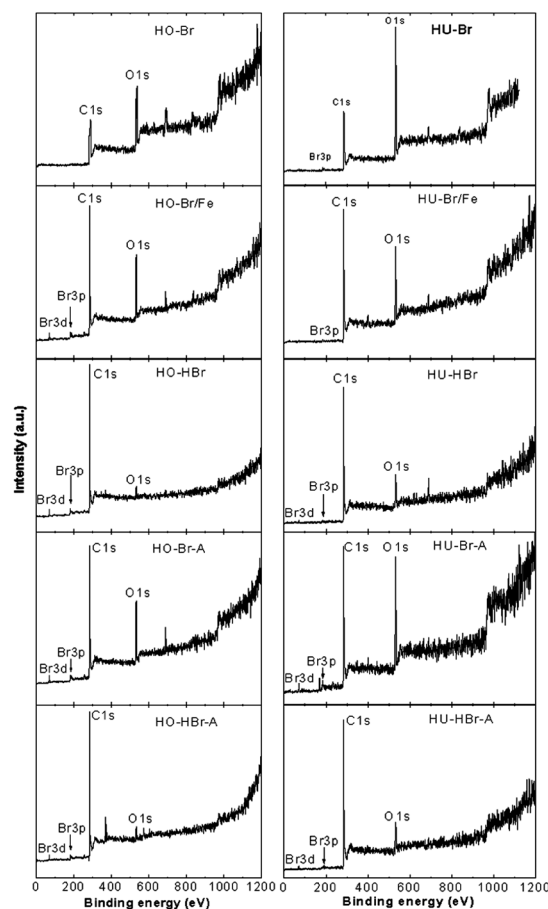 Intensity (a.u.)
HO-Br
C1s
O1s
HO-Br/Fe
C1s
O1s
Br3p
Br3d
HO-HBr
C1s
Br3p
O1s
Br3d
HO-Br-A
C1s
O1s
Br3p
Br3d
HO-HBr-A
C1s
Br3p
O1s
Br3d
0 200 400 600 800 1000 1200
Binding energy (eV)
HU-Br
O1s
C1s
Br3p
HU-Br/Fe
C1s
O1s
Br3p
HU-HBr
C1s
Br3p
O1s
Br3d
HU-Br-A
C1s O1s
Br3p
Br3d
HU-HBr-A
C1s
O1s
Br3p
Br3d
0 200 400 600 800 1000 1200
Binding energy (eV)